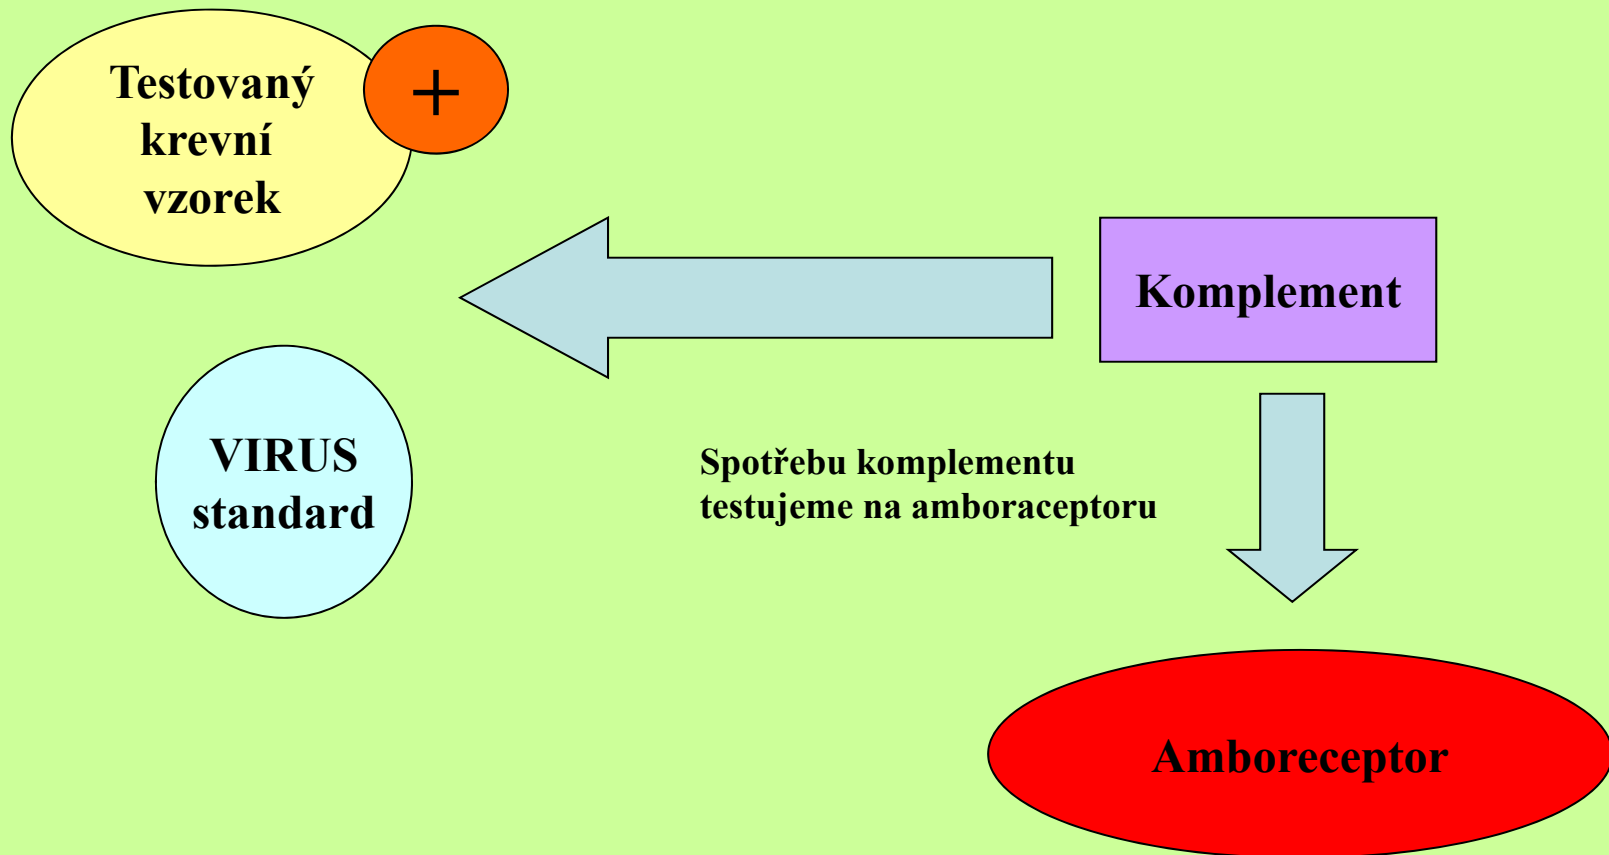 Testovaný
krevní
vzorek
+
Komplement
VIRUS
standard
Spotřebu komplementu
testujeme na amboraceptoru
Amboreceptor